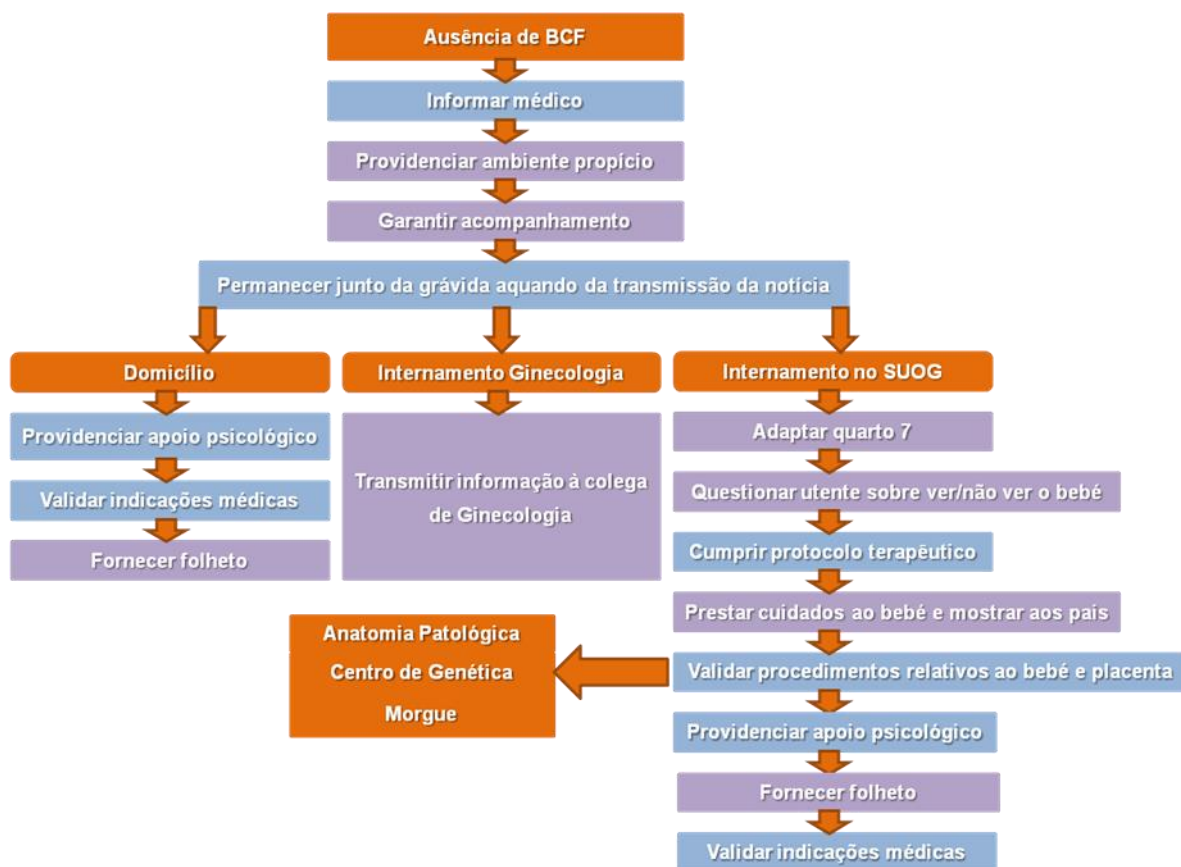 Ausência de BCF
Informar médico
Providenciar ambiente propício
Garantir acompanhamento
Permanecer junto da grávida aquando da transmissão da notícia
Domicílio
Providenciar apoio psicológico
Validar indicações médicas
Fornecer folheto
Internamento Ginecologia
Transmitir informação à colega
de Ginecologia
Internamento no SUOG
Adaptar quarto 7
Questionar utente sobre ver/não ver o bebé
Cumprir protocolo terapêutico
Prestar cuidados ao bebé e mostrar aos pais
Validar procedimentos relativos ao bebé e placenta
Anatomia Patológica
Centro de Genética
Morgue
Providenciar apoio psicológico
Fornecer folheto
Validar indicações médicas